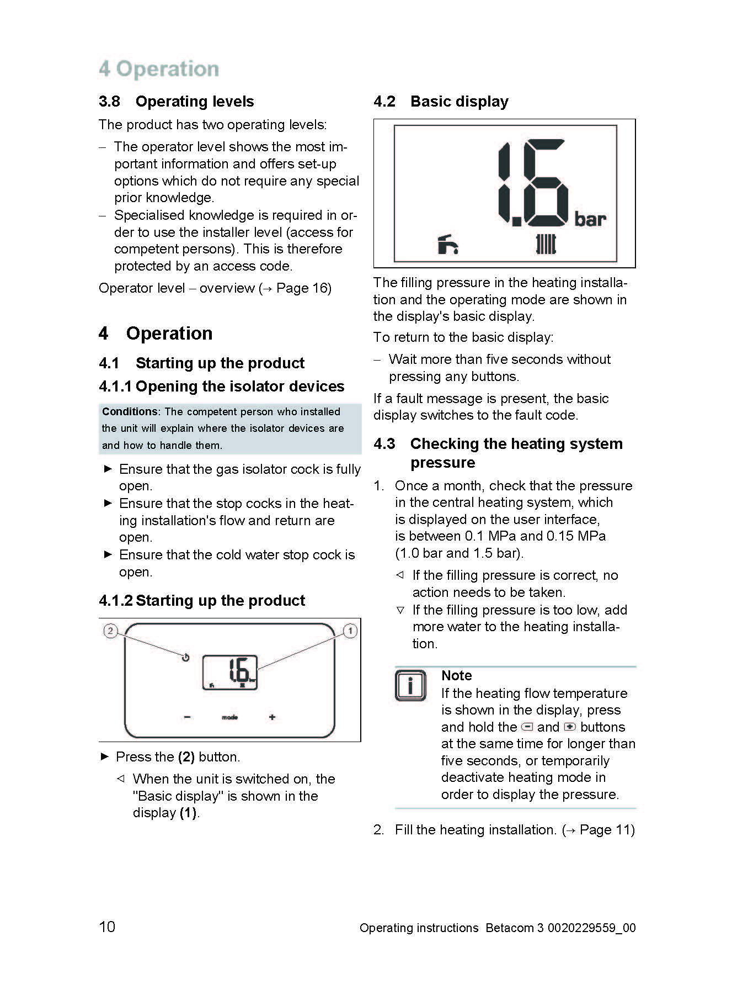 4 Operation
3.8 Operating levels
The product has two operating levels:
– The operator level shows the most im-
portant information and offers set-up
options which do not require any special
prior knowledge.
– Specialised knowledge is required in or-
der to use the installer level (access for
competent persons). This is therefore
protected by an access code.
Operator level – overview (→ Page 16)
4 Operation
4.1 Starting up the product
4.1.1 Opening the isolator devices
Conditions: The competent person who installed
the unit will explain where the isolator devices are
and how to handle them.
► Ensure that the gas isolator cock is fully
open.
► Ensure that the stop cocks in the heat-
ing installation's flow and return are
open.
► Ensure that the cold water stop cock is
open.
4.1.2 Starting up the product
2
1
1.6
bar
− mode +
► Press the (2) button.
◁ When the unit is switched on, the
"Basic display" is shown in the
display (1).
4.2 Basic display
1.6 bar
The filling pressure in the heating installa-
tion and the operating mode are shown in
the display's basic display.
To return to the basic display:
– Wait more than five seconds without
pressing any buttons.
If a fault message is present, the basic
display switches to the fault code.
4.3 Checking the heating system
pressure
1. Once a month, check that the pressure
in the central heating system, which
is displayed on the user interface,
is between 0.1 MPa and 0.15 MPa
(1.0 bar and 1.5 bar).
◁ If the filling pressure is correct, no
action needs to be taken.
▽ If the filling pressure is too low, add
more water to the heating installa-
tion.
i
Note
If the heating flow temperature
is shown in the display, press
and hold the − and + buttons
at the same time for longer than
five seconds, or temporarily
deactivate heating mode in
order to display the pressure.
2. Fill the heating installation. (→ Page 11)
10
Operating instructions Betacom 3 0020229559_00